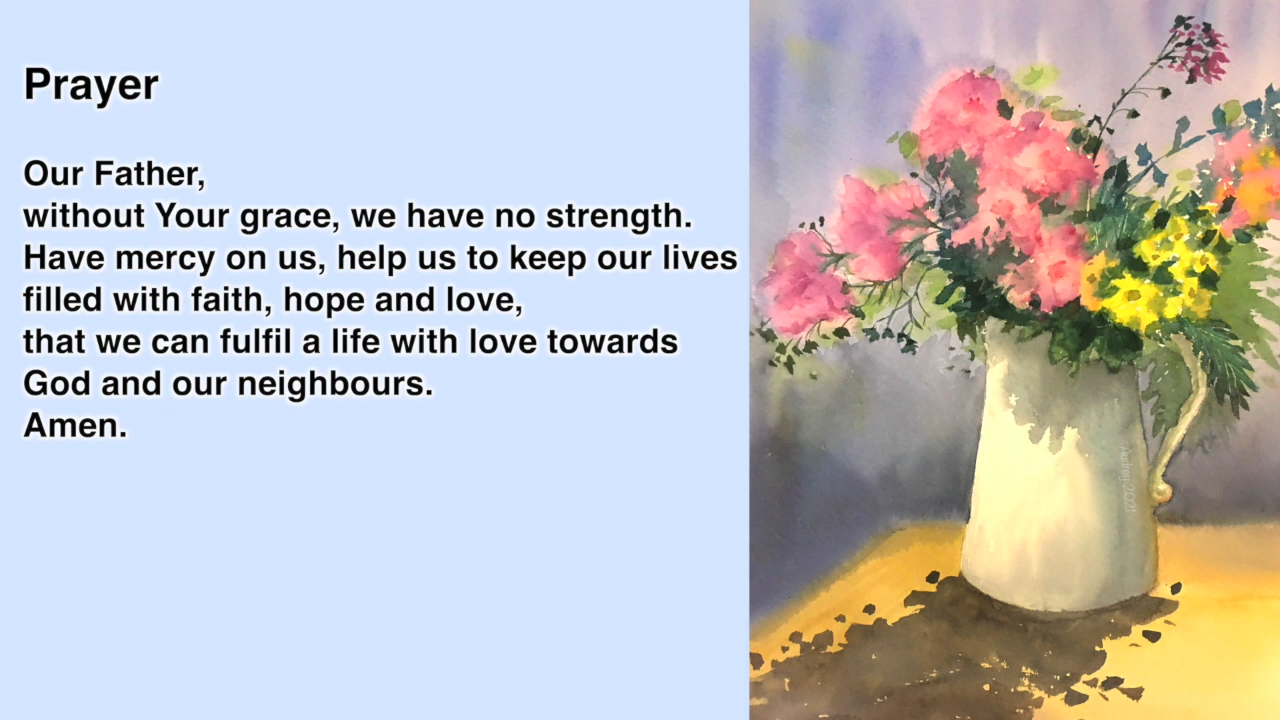 Prayer
Our Father,
without Your grace, we have no strength.
Have mercy on us, help us to keep our lives
filled with faith, hope and love,
that we can fulfil a life with love towards
God and our neighbours.
Amen.
Audrey 2021